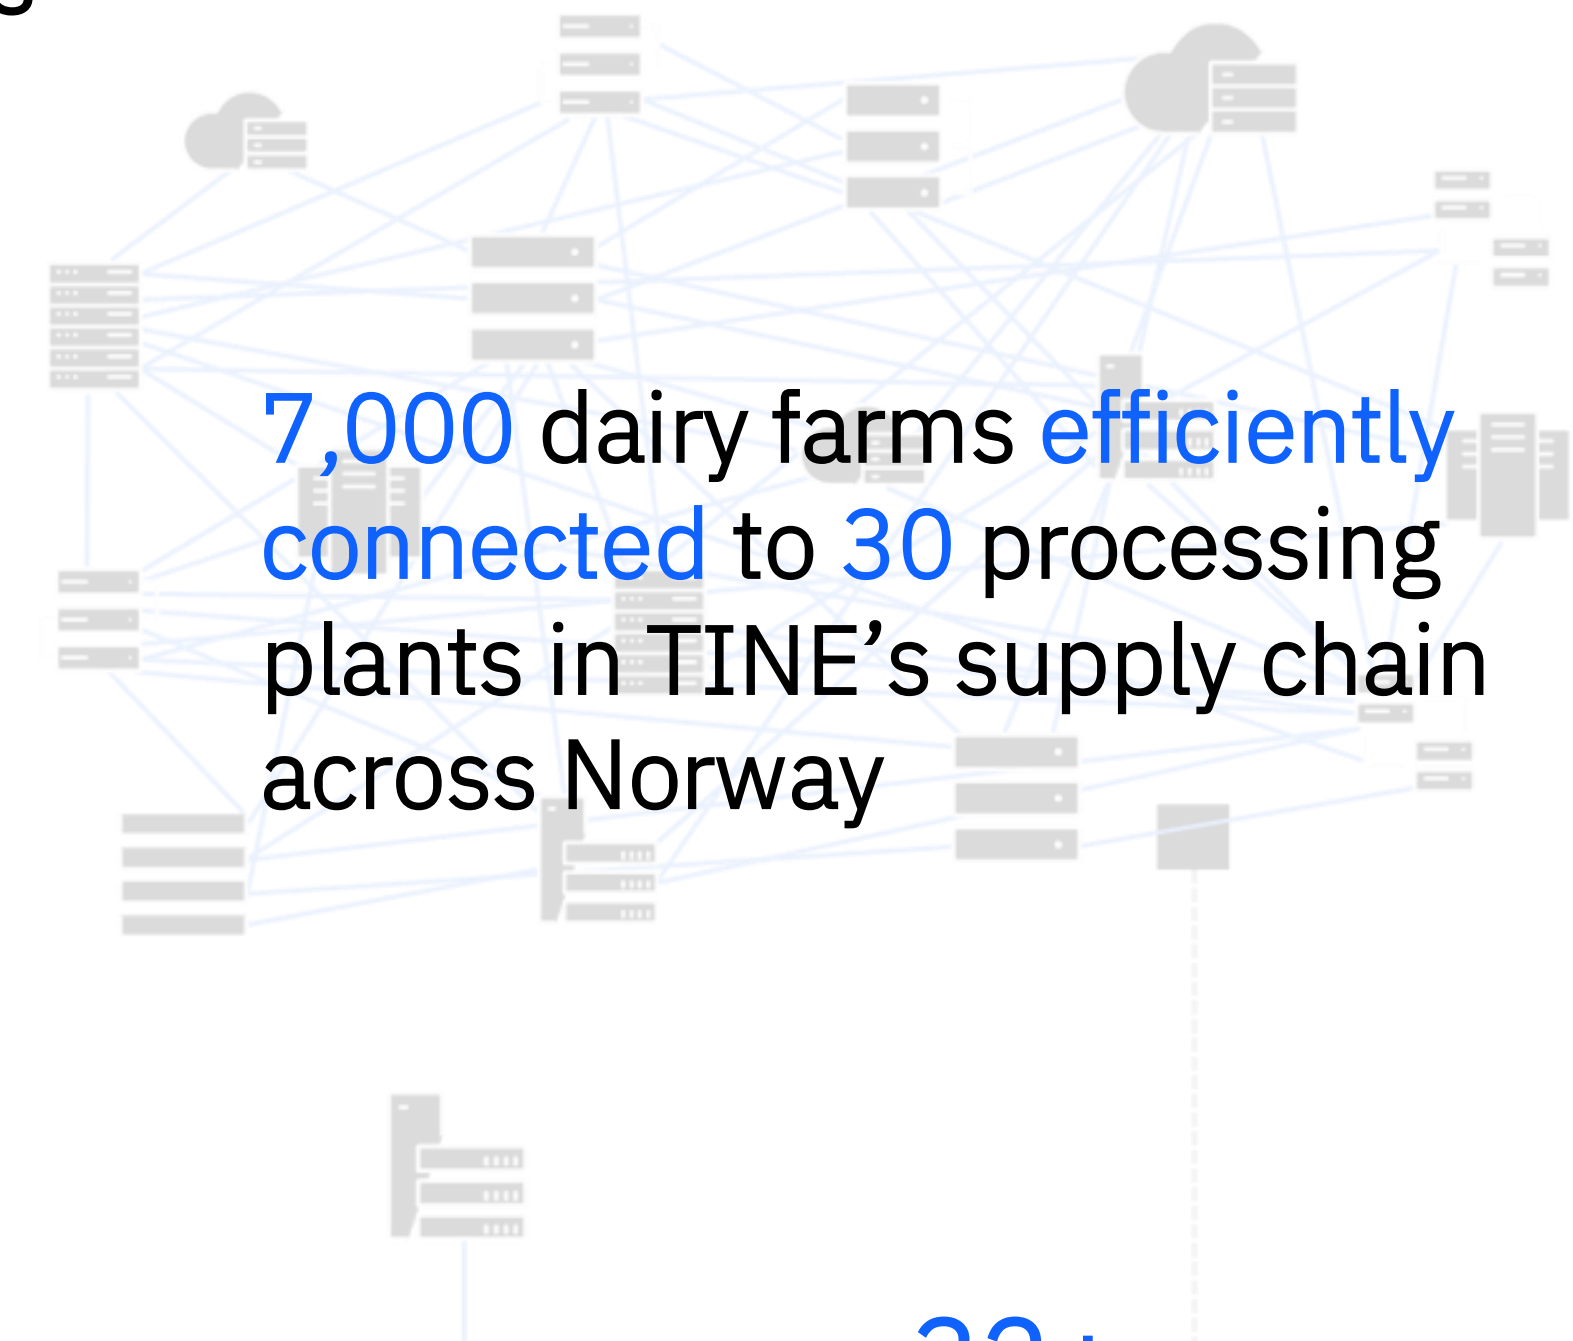 7,000 dairy farms efficiently
connected to 30 processing
plants in TINE’s supply chain
across Norway